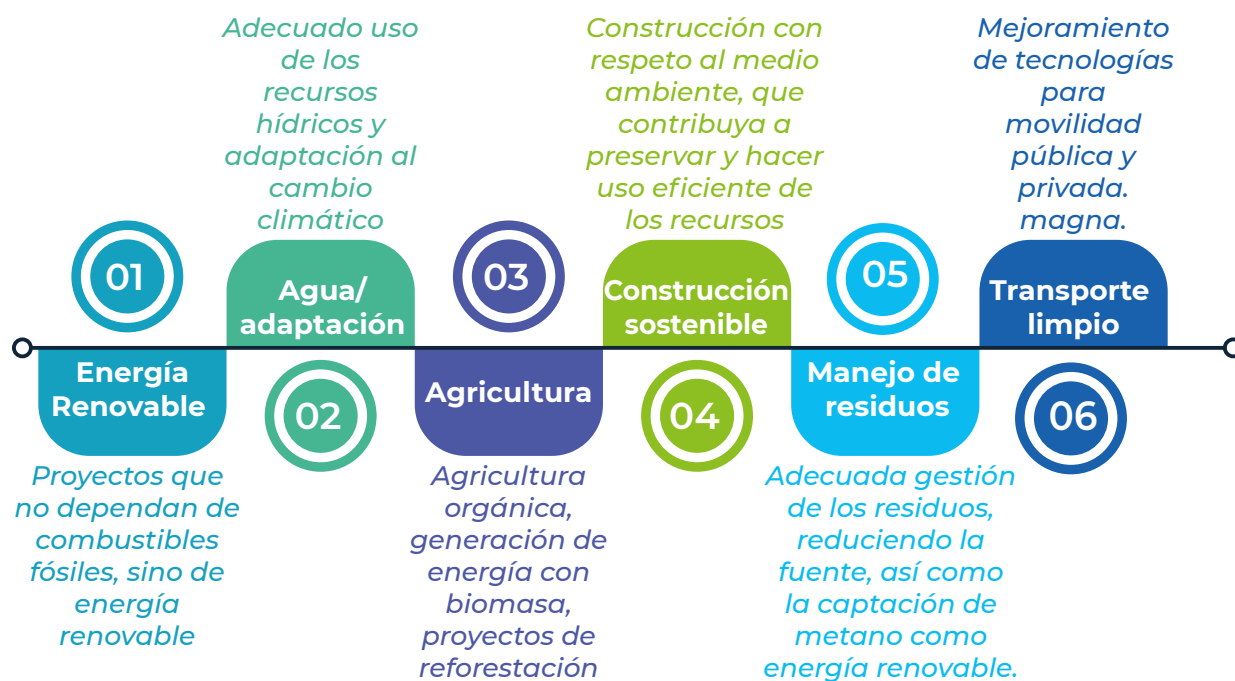 01
Energía
Renovable
Proyectos que
no dependan de
combustibles
fósiles, sino de
energía
renovable
Adecuado uso
de los
recursos
hídricos y
adaptación al
cambio
climático
Agua/
adaptación
02
03
Agricultura
Agricultura
orgánica,
generación de
energía con
biomasa,
proyectos de
reforestación
Construcción con
respeto al medio
ambiente, que
contribuya a
preservar y hacer
uso eficiente de
los recursos
Construcción
sostenible
04
05
Manejo de
residuos
Adecuada gestión
de los residuos,
reduciendo la
fuente, así como
la captación de
metano como
energía renovable.
Mejoramiento
de tecnologías
para
movilidad
pública y
privada.
magna.
Transporte
limpio
06